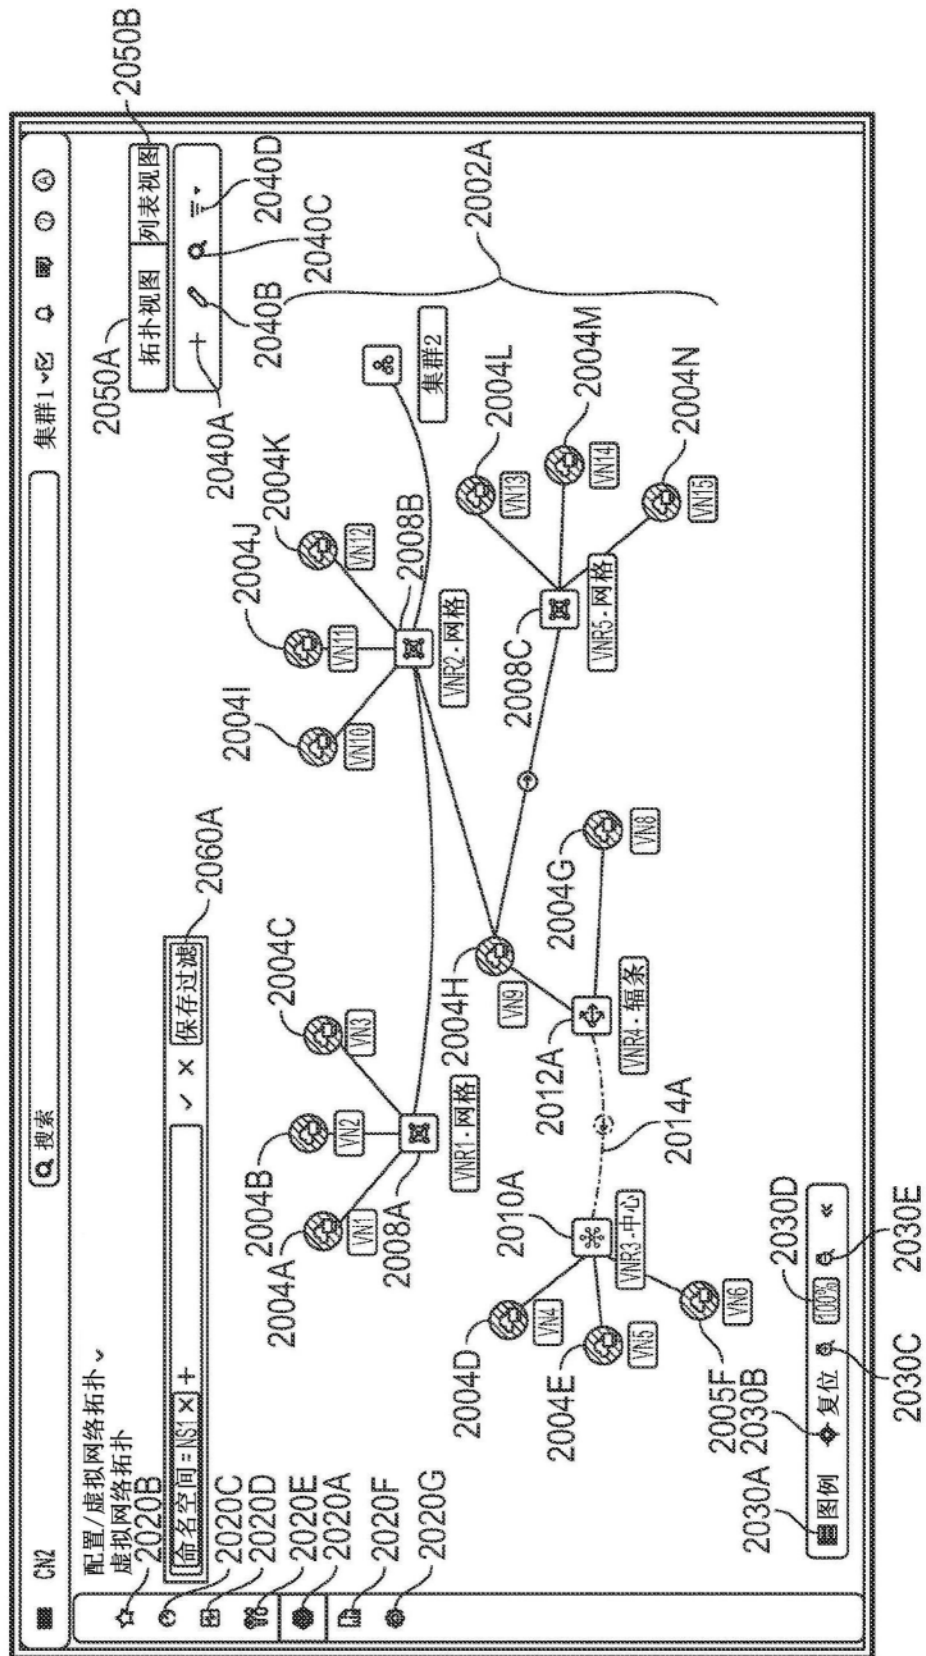 CN2
搜索
集群1
配置/虚拟网络拓扑
虚拟网络拓扑
2050A
2050B
拓扑视图
列表视图
2020B
2020C
2020D
2020E
2020A
2020F
2020G
命名空间 = NS1 × +
✓ × 保存过滤
2060A
+
2040A
2040B
2040C
2040D
2004A
2004B
2004C
2004I
2004J
2004K
VN1
VN2
VN3
VN10
VN11
VN12
2008A
VNR1 - 网格
2008B
VNR2 - 网格
集群2
2002A
2004D
2004E
2005F
VN4
VN5
VN6
2010A
VNR3 - 中心
2014A
2012A
VNR4 - 辐条
2004H
VN9
2004G
VN8
2008C
VNR5 - 网格
2004L
VN13
2004M
VN14
2004N
VN15
2030A
2030B
2030D
图例
复位
100%
«
2030C
2030E